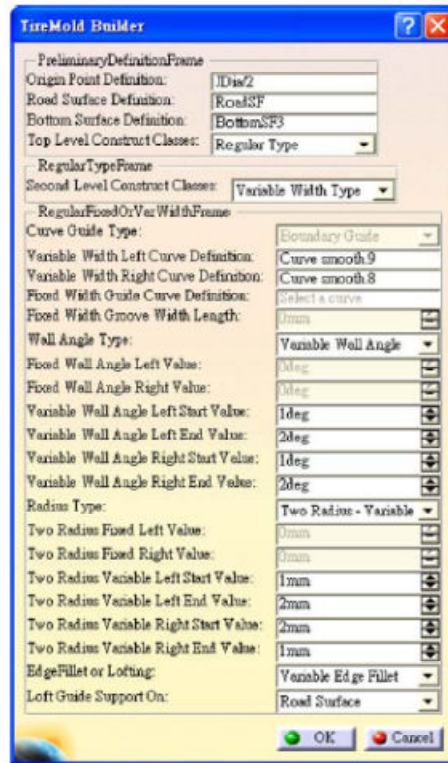 TireMold Builder
PreliminaryDefinitionFrame
Origin Point Definition: JDia/2
Road Surface Definition: RoadSF
Bottom Surface Definition: BottomSF3
Top Level Construct Classes: Regular Type
RegularTypeFrame
Second Level Construct Classes: Variable Width Type
RegularFixedOrVarWidthFrame
Curve Guide Type: Boundary Guide
Variable Width Left Curve Definition: Curve smooth.9
Variable Width Right Curve Definition: Curve smooth.8
Fixed Width Guide Curve Definition: Select a curve
Fixed Width Groove Width Length: 0mm
Wall Angle Type: Variable Wall Angle
Fixed Wall Angle Left Value: 0deg
Fixed Wall Angle Right Value: 0deg
Variable Wall Angle Left Start Value: 1deg
Variable Wall Angle Left End Value: 2deg
Variable Wall Angle Right Start Value: 1deg
Variable Wall Angle Right End Value: 2deg
Radius Type: Two Radius - Variable
Two Radius Fixed Left Value: 0mm
Two Radius Fixed Right Value: 0mm
Two Radius Variable Left Start Value: 1mm
Two Radius Variable Left End Value: 2mm
Two Radius Variable Right Start Value: 2mm
Two Radius Variable Right End Value: 1mm
EdgeFillet or Lofting: Variable Edge Fillet
Loft Guide Support On: Road Surface
OK Cancel